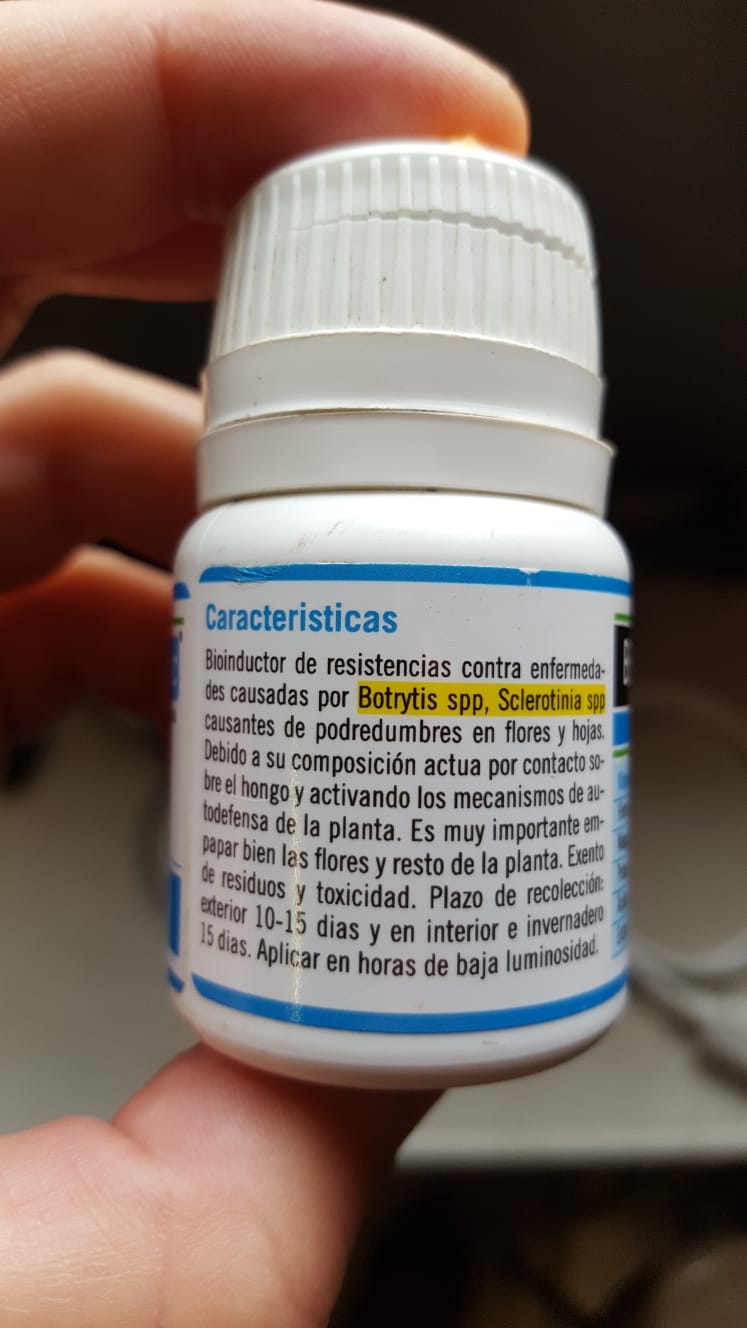 Caracteristicas
Bioinductor de resistencias contra enfermeda-
des causadas por Botrytis spp, Sclerotinia spp
causantes de podredumbres en flores y hojas.
Debido a su composición actua por contacto so-
bre el hongo y activando los mecanismos de au-
todefensa de la planta. Es muy importante em-
papar bien las flores y resto de la planta. Exento
de residuos y toxicidad. Plazo de recolección:
exterior 10-15 dias y en interior e invernadero
15 dias. Aplicar en horas de baja luminosidad.